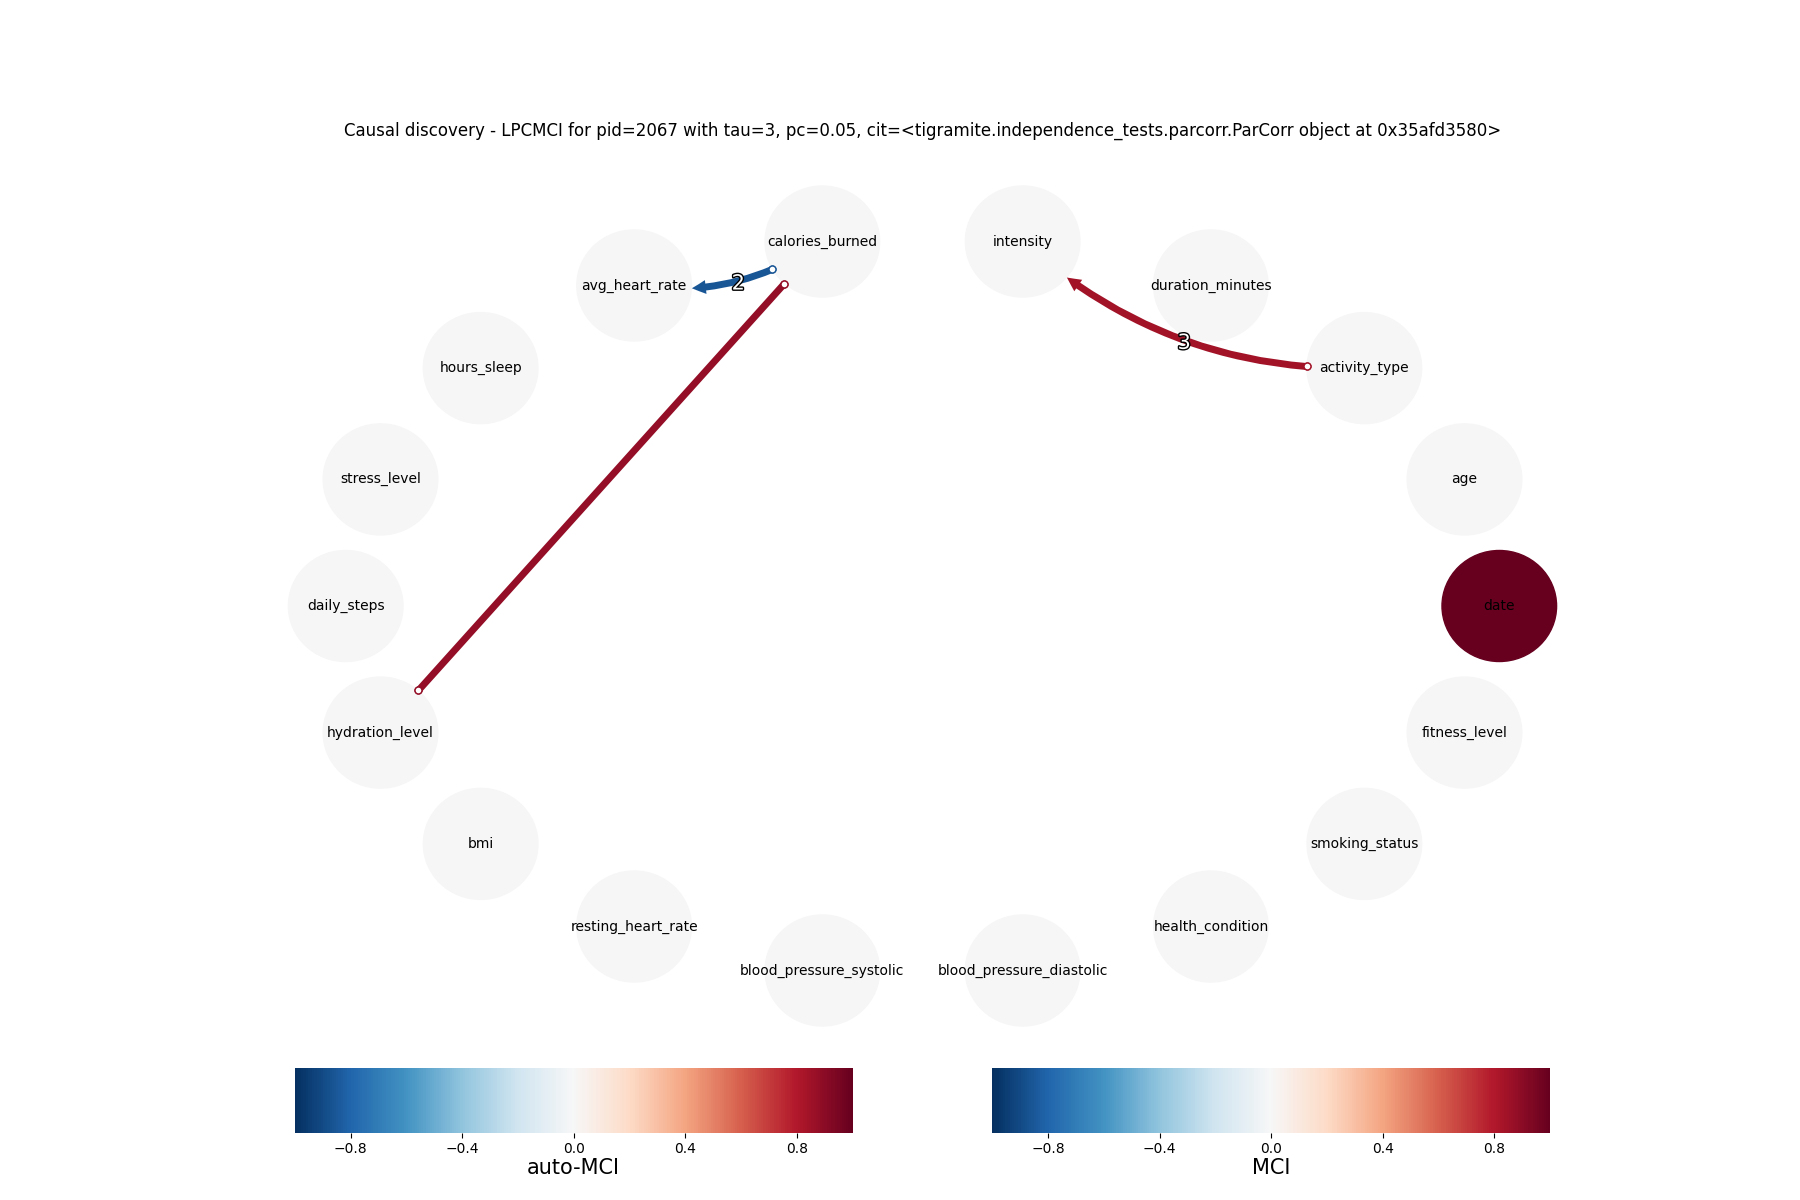 Causal discovery - LPCMCI for pid=2067 with tau=3, pc=0.05, cit=<tigramite.independence_tests.parcorr.ParCorr object at 0x35afd3580>
calories_burned
intensity
avg_heart_rate
2
duration_minutes
3
hours_sleep
activity_type
stress_level
age
daily_steps
date
hydration_level
fitness_level
bmi
smoking_status
resting_heart_rate
health_condition
blood_pressure_systolic
blood_pressure_diastolic
−0.8 −0.4 0.0 0.4 0.8
auto-MCI
−0.8 −0.4 0.0 0.4 0.8
MCI